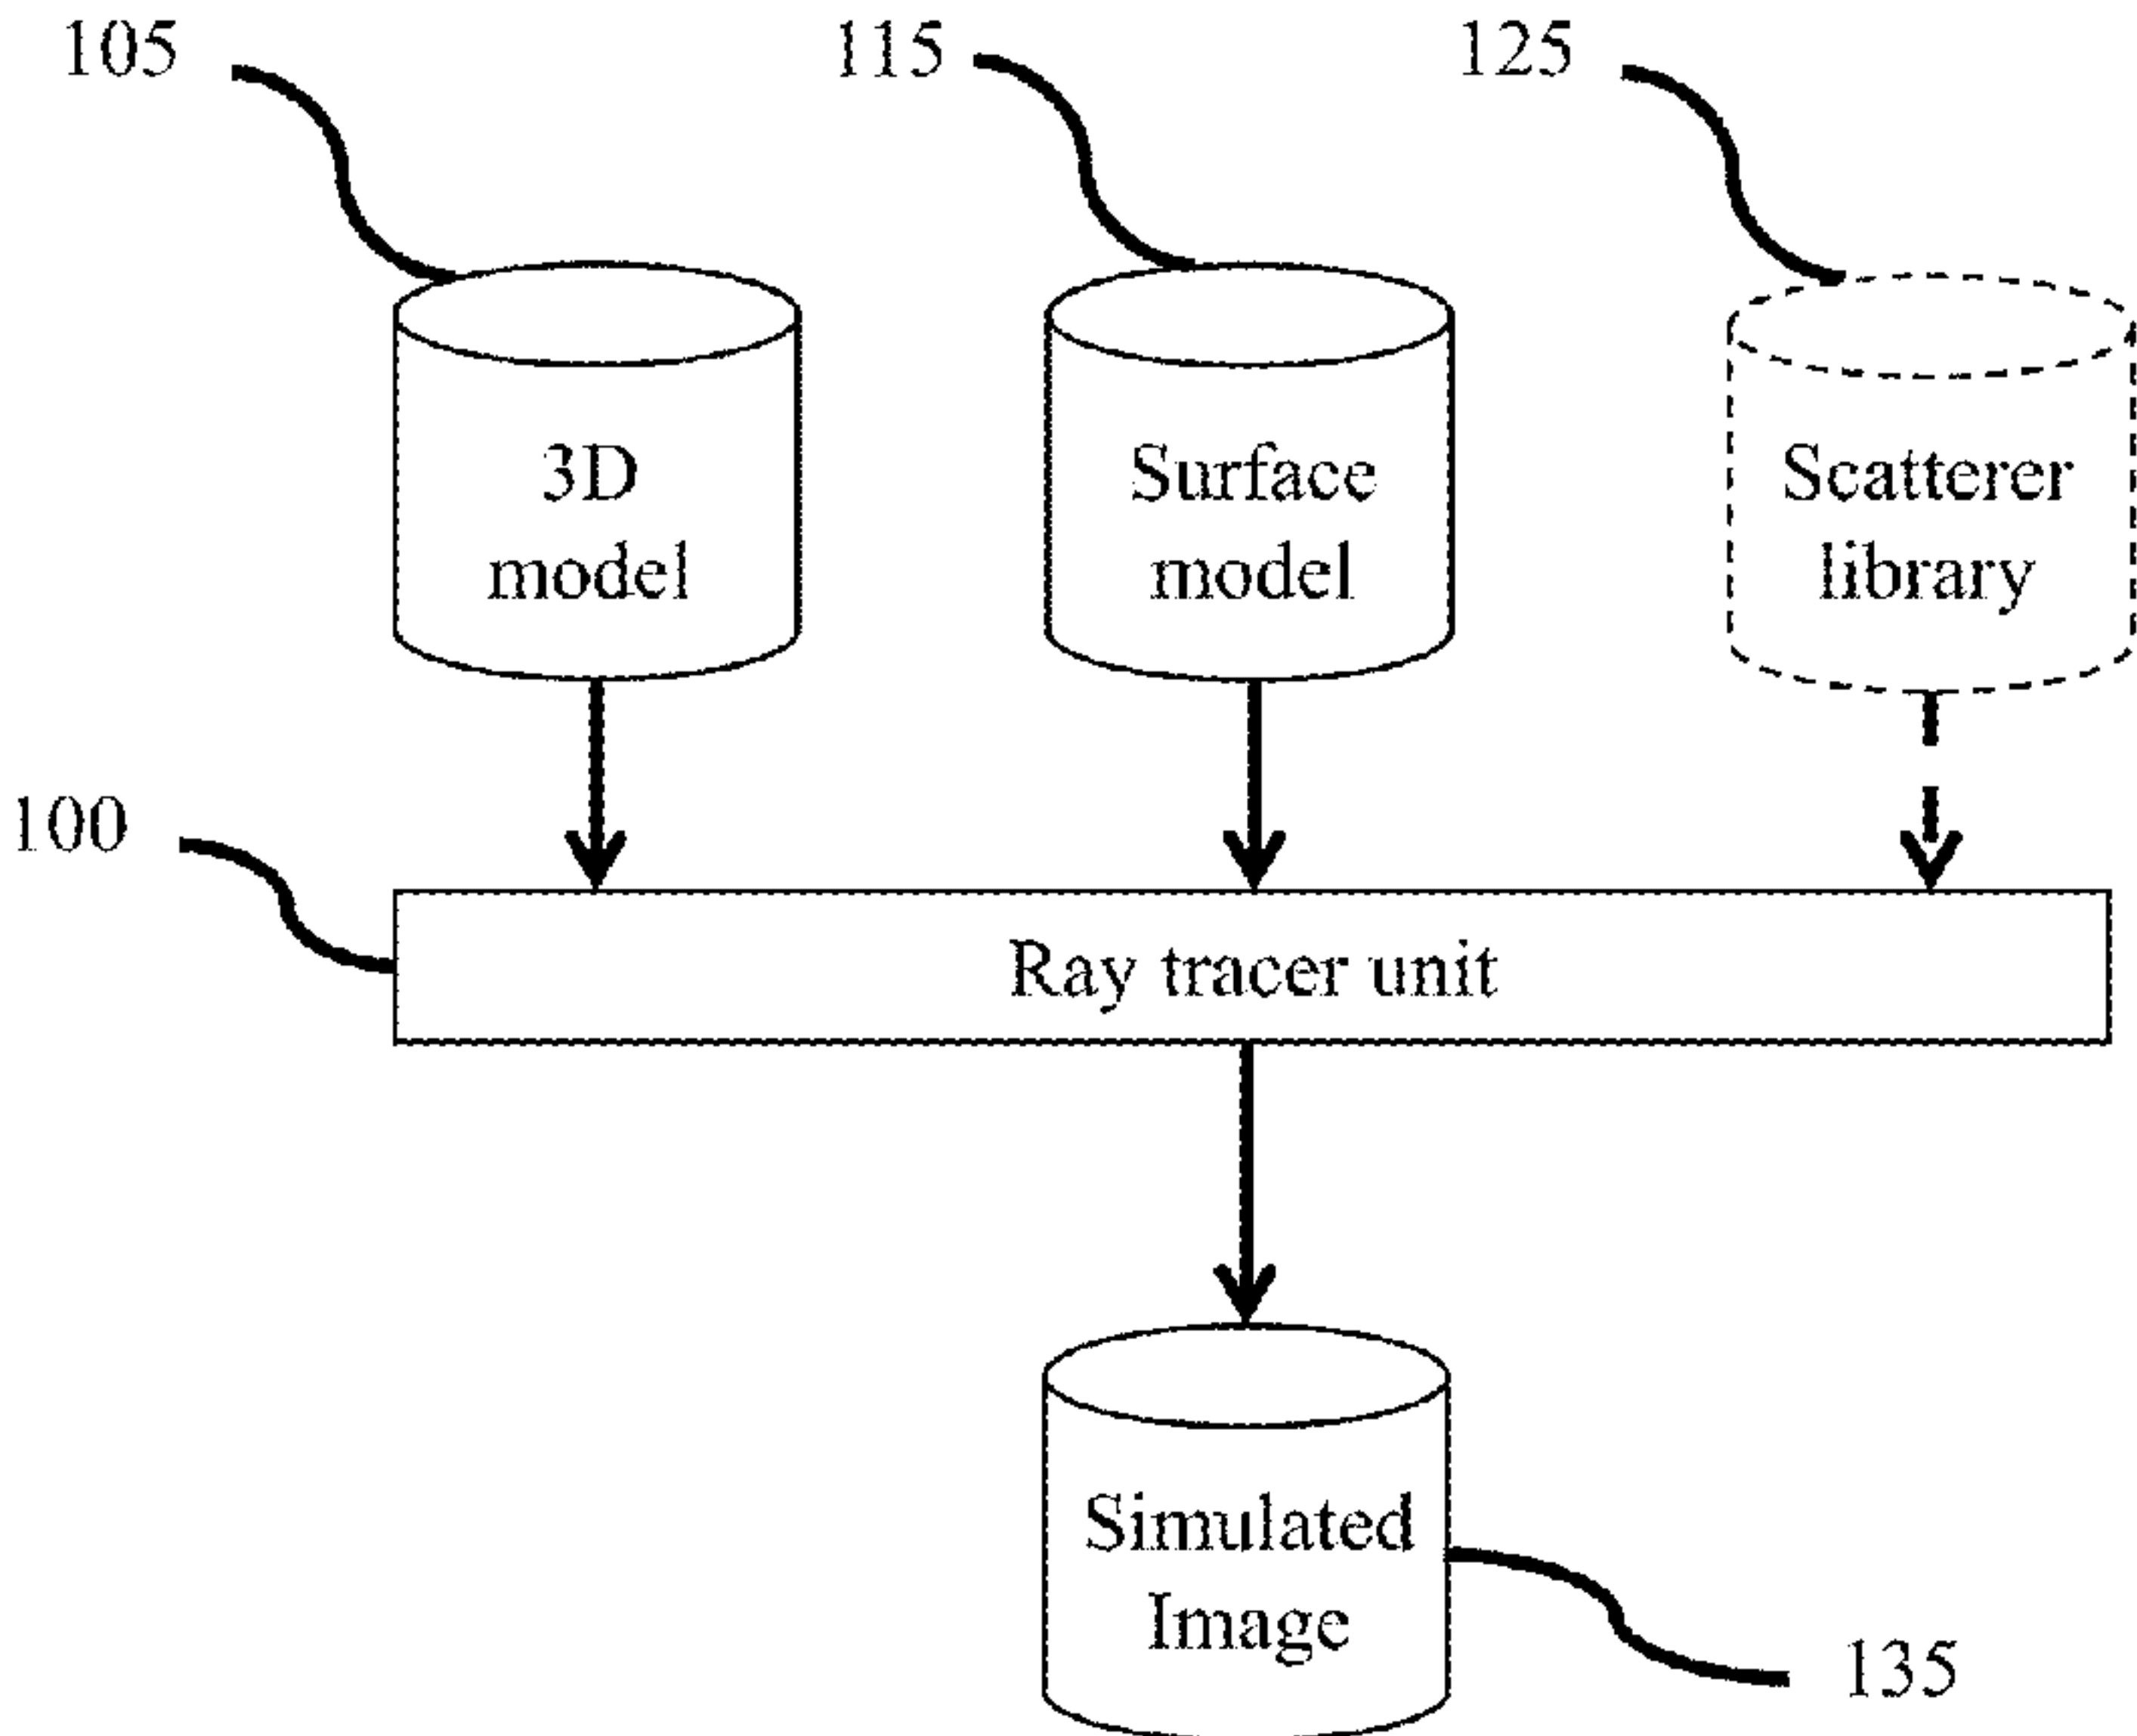 105
115
125
3D
model
Surface
model
Scatterer
library
100
Ray tracer unit
Simulated
Image
135